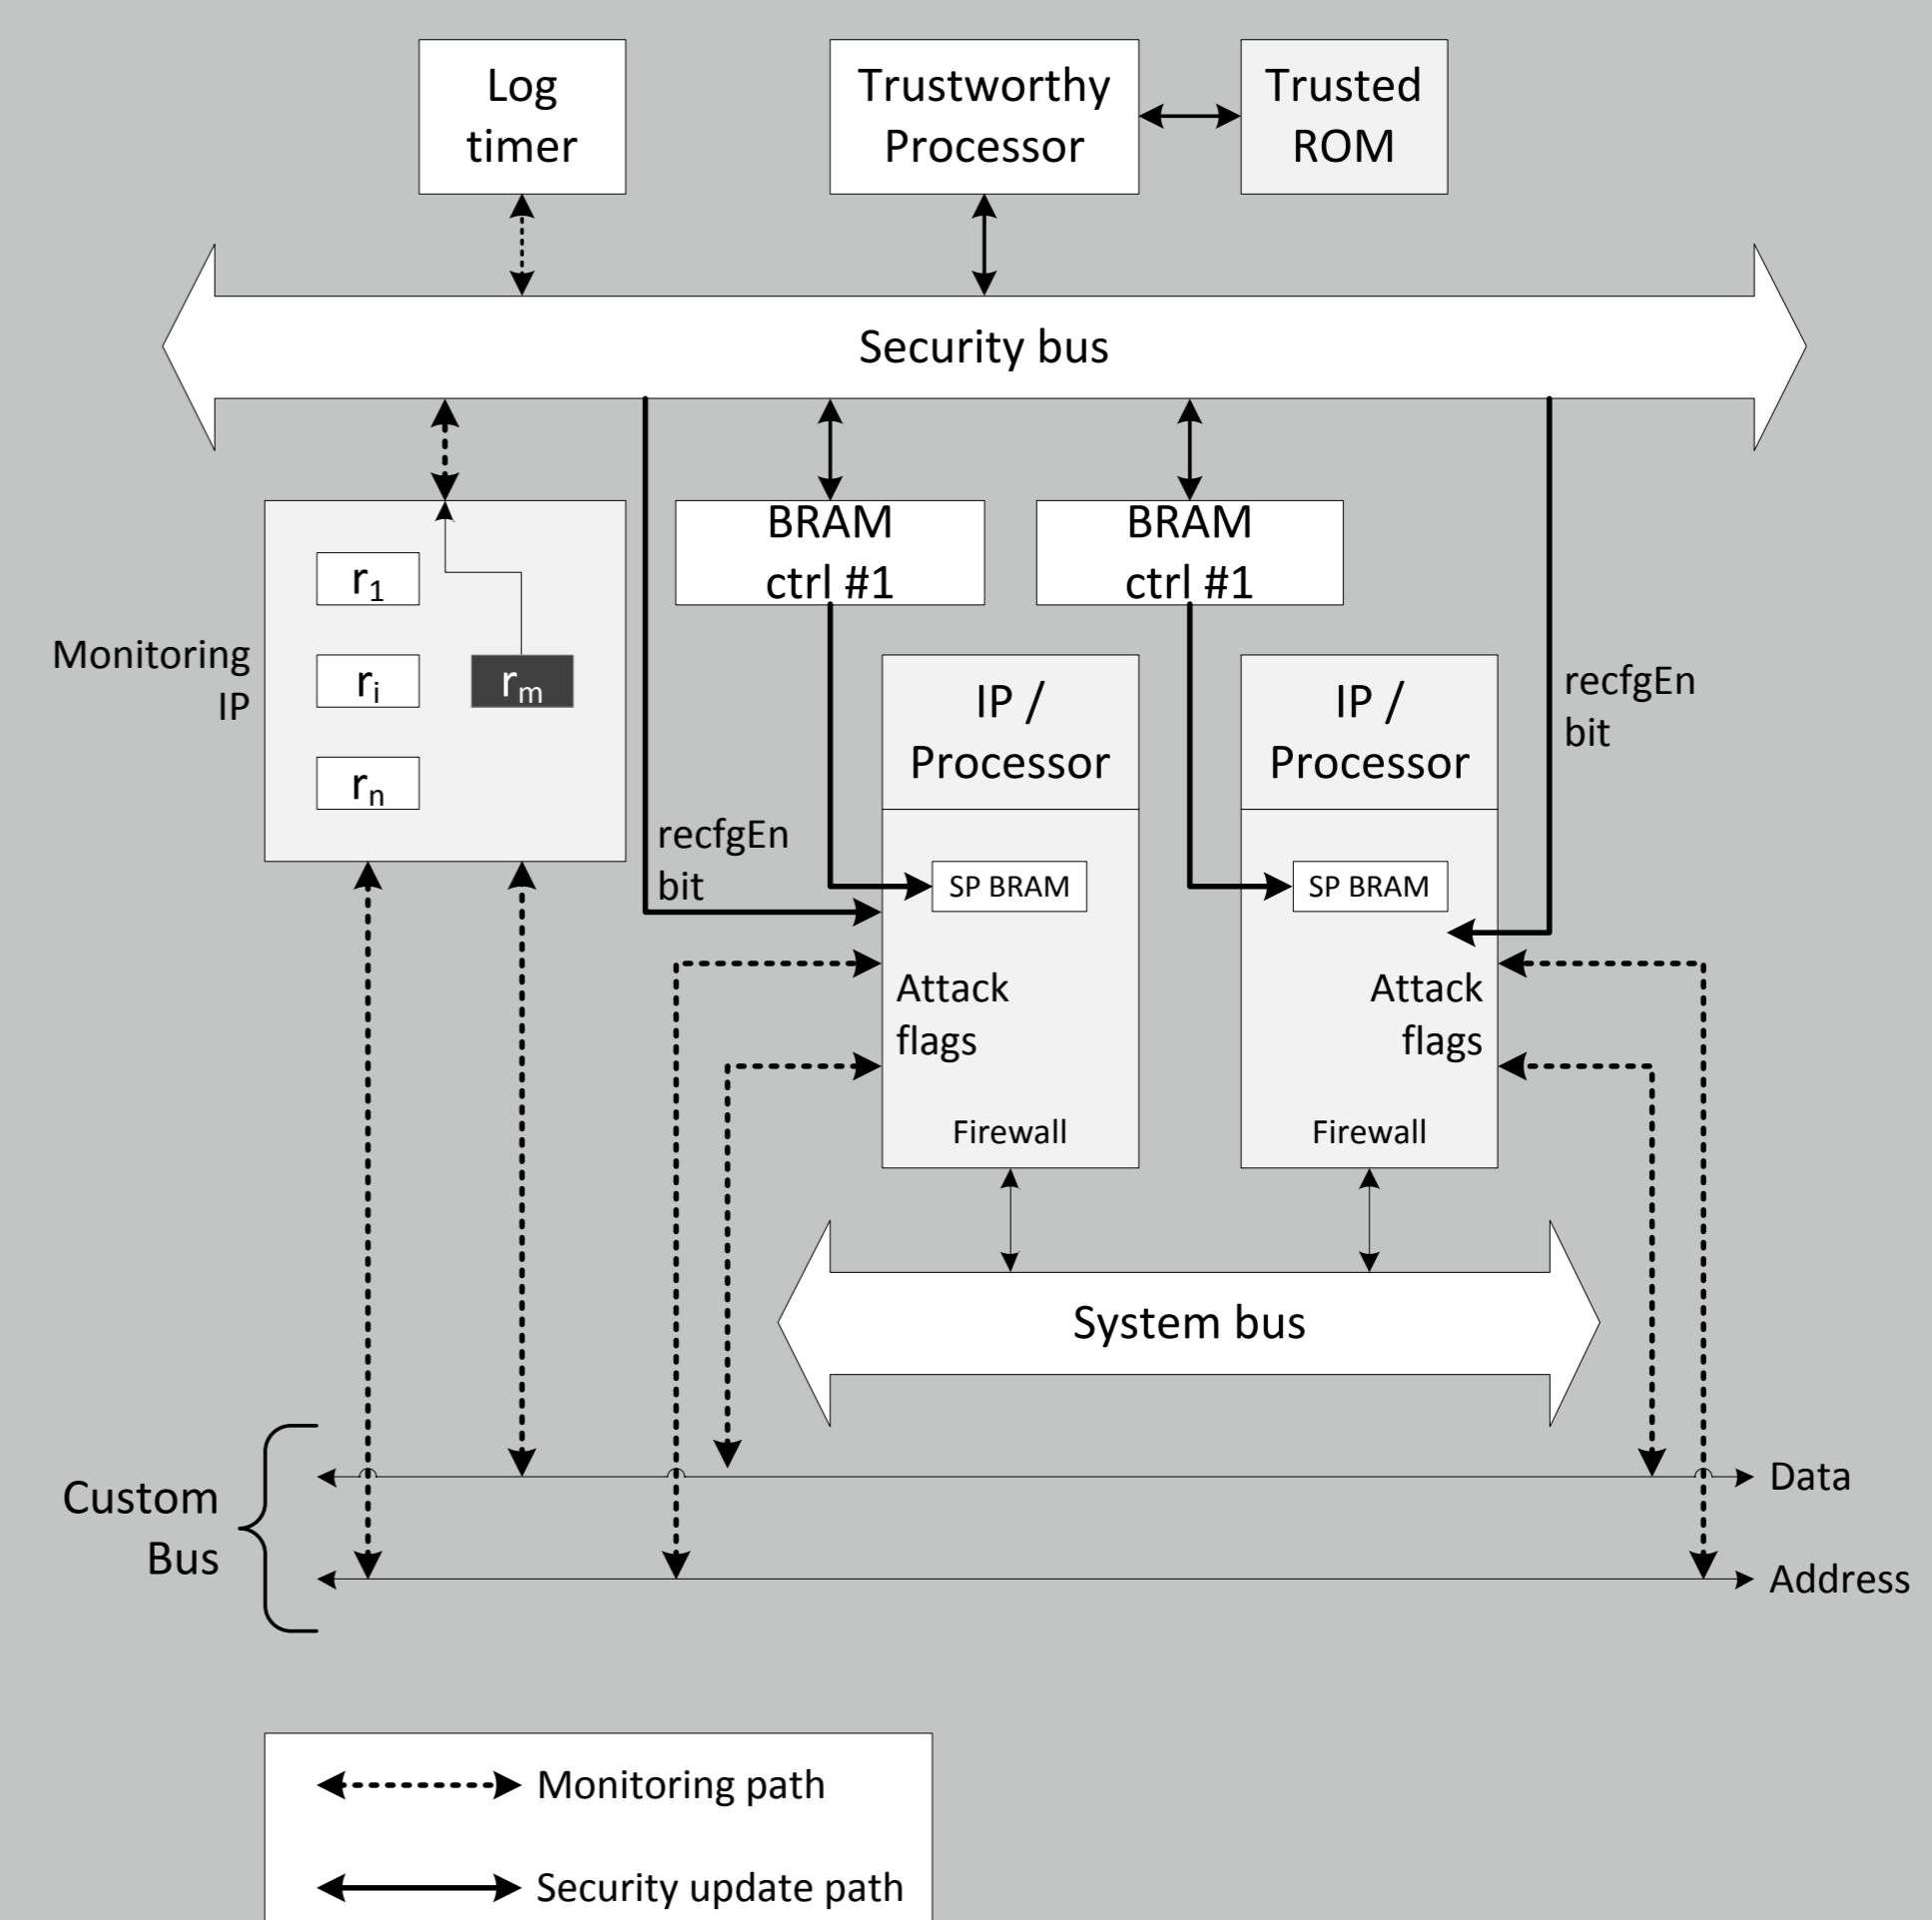 Log
timer
Trustworthy
Processor
Trusted
ROM
Security bus
BRAM
ctrl #1
BRAM
ctrl #1
Monitoring
IP
r1
ri
rm
rn
IP /
Processor
IP /
Processor
recfgEn
bit
recfgEn
bit
SP BRAM
SP BRAM
Attack
flags
Attack
flags
Firewall
Firewall
System bus
Custom
Bus
Data
Address
Monitoring path
Security update path